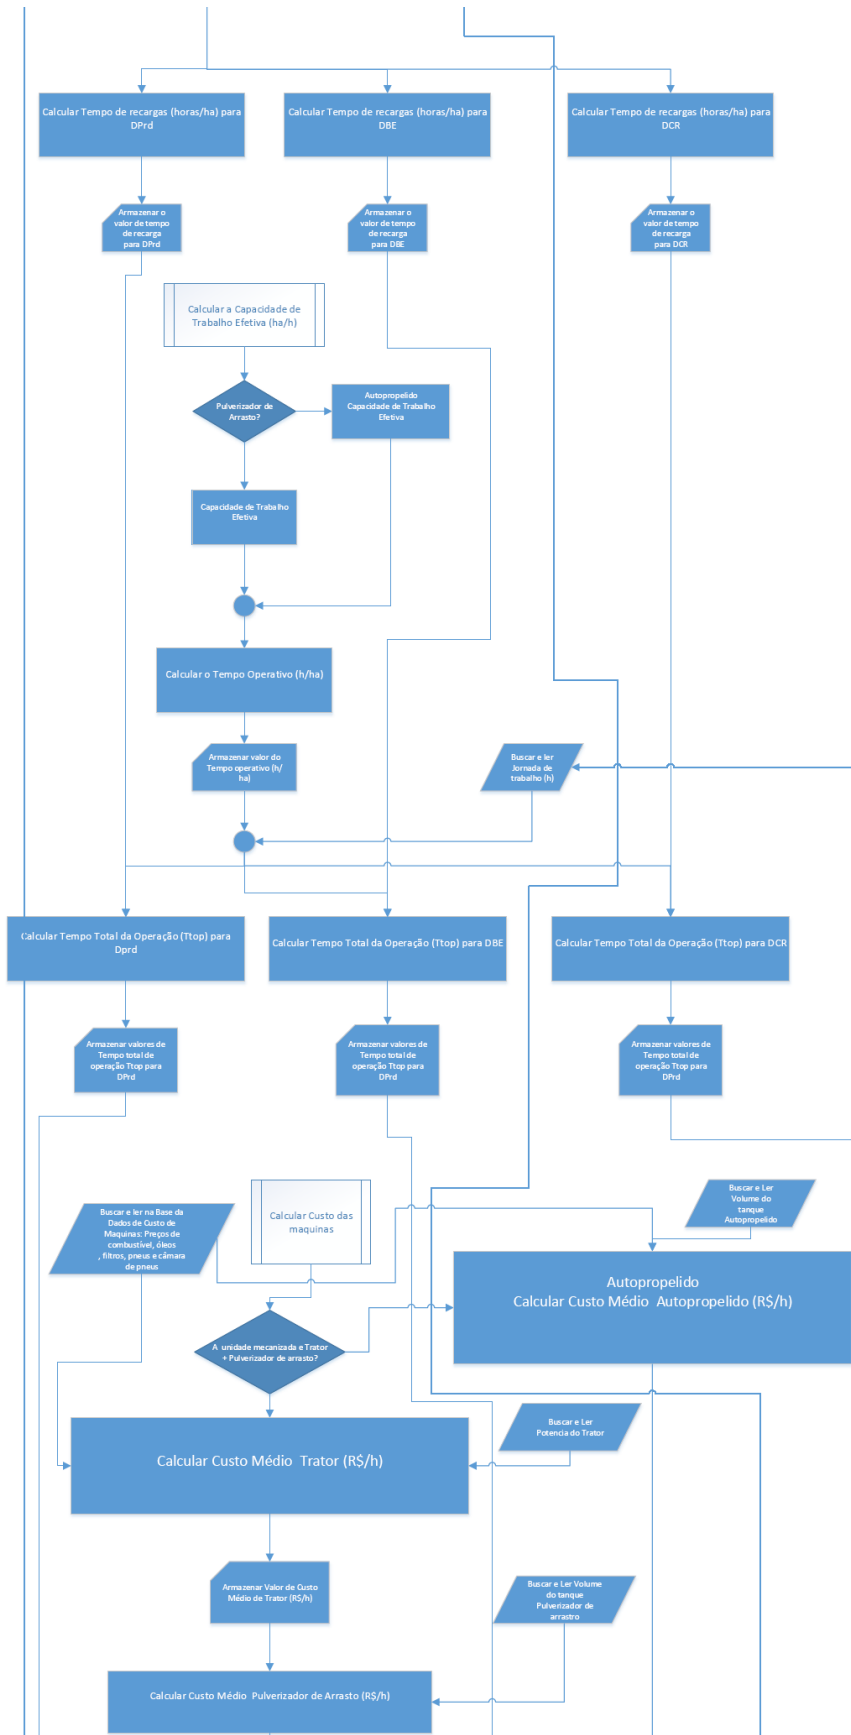 Calcular Tempo de recargas (horas/ha) para
DPrd
Calcular Tempo de recargas (horas/ha) para
DBE
Calcular Tempo de recargas (horas/ha) para
DCR
Armazenar o
valor de tempo
de recarga
para DPrd
Armazenar o
valor de tempo
de recarga
para DBE
Armazenar o
valor de tempo
de recarga
para DCR
Calcular a Capacidade de
Trabalho Efetiva (ha/h)
Pulverizador de
Arrasto?
Autopropelido
Capacidade de Trabalho
Efetiva
Capacidade de Trabalho
Efetiva
Calcular o Tempo Operativo (h/ha)
Armazenar valor do
Tempo operativo (h/
ha)
Buscar e ler
Jornada de
trabalho (h)
Calcular Tempo Total da Operação (Ttop) para
Dprd
Calcular Tempo Total da Operação (Ttop) para DBE
Calcular Tempo Total da Operação (Ttop) para DCR
Armazenar valores de
Tempo total de
operação Ttop para
DPrd
Armazenar valores de
Tempo total de
operação Ttop para
DPrd
Armazenar valores de
Tempo total de
operação Ttop para
DPrd
Buscar e Ler
Volume do
tanque
Autopropelido
Buscar e ler na Base da
Dados de Custo de
Maquinas: Preços de
combustível, óleos
, filtros, pneus e câmara
de pneus
Calcular Custo das
maquinas
Autopropelido
Calcular Custo Médio Autopropelido (R$/h)
A unidade mecanizada e Trator
+ Pulverizador de arrasto?
Buscar e Ler
Potencia do Trator
Calcular Custo Médio Trator (R$/h)
Armazenar Valor de Custo
Médio de Trator (R$/h)
Buscar e Ler Volume
do tanque
Pulverizador de
arrastro
Calcular Custo Médio Pulverizador de Arrasto (R$/h)